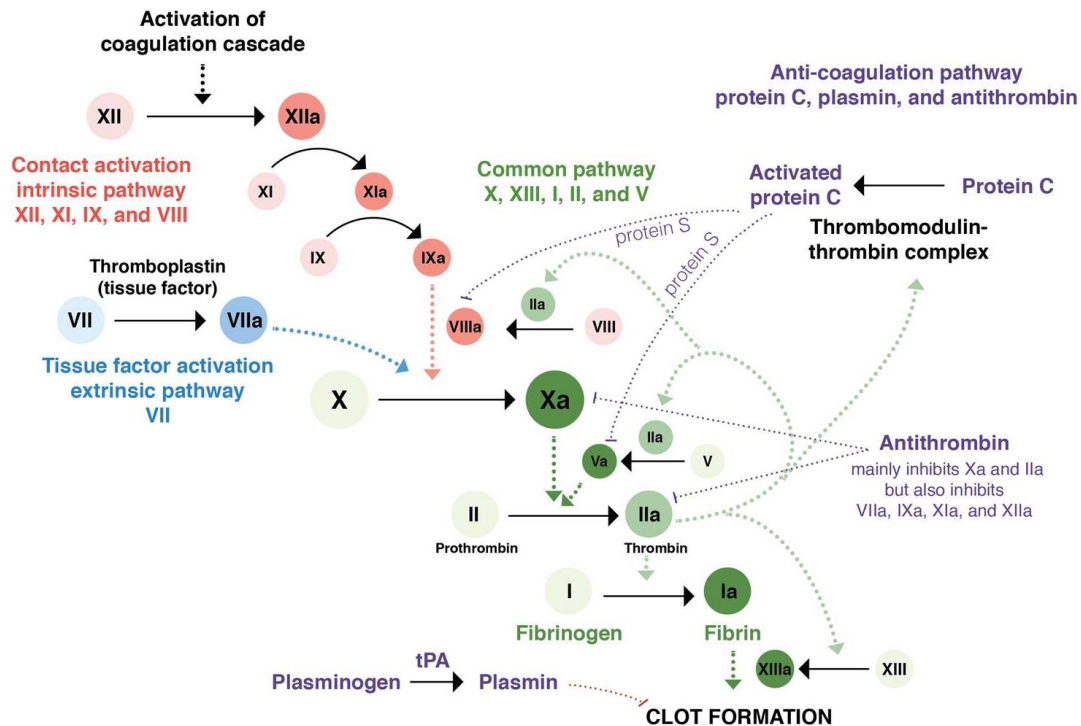 Activation of
coagulation cascade
Anti-coagulation pathway
protein C, plasmin, and antithrombin
XII
XIIa
Contact activation
intrinsic pathway
XII, XI, IX, and VIII
XI
XIa
Common pathway
X, XIII, I, II, and V
Activated
protein C
Protein C
Thrombomodulin-
thrombin complex
protein S
protein S
IX
IXa
Thromboplastin
(tissue factor)
VII
VIIa
IIa
VIIIa
VIII
Tissue factor activation
extrinsic pathway
VII
X
Xa
IIa
Va
V
Antithrombin
mainly inhibits Xa and IIa
but also inhibits
VIIa, IXa, XIa, and XIIa
II
IIa
Prothrombin
Thrombin
I
Ia
Fibrinogen
Fibrin
XIIIa
XIII
tPA
Plasminogen
Plasmin
CLOT FORMATION